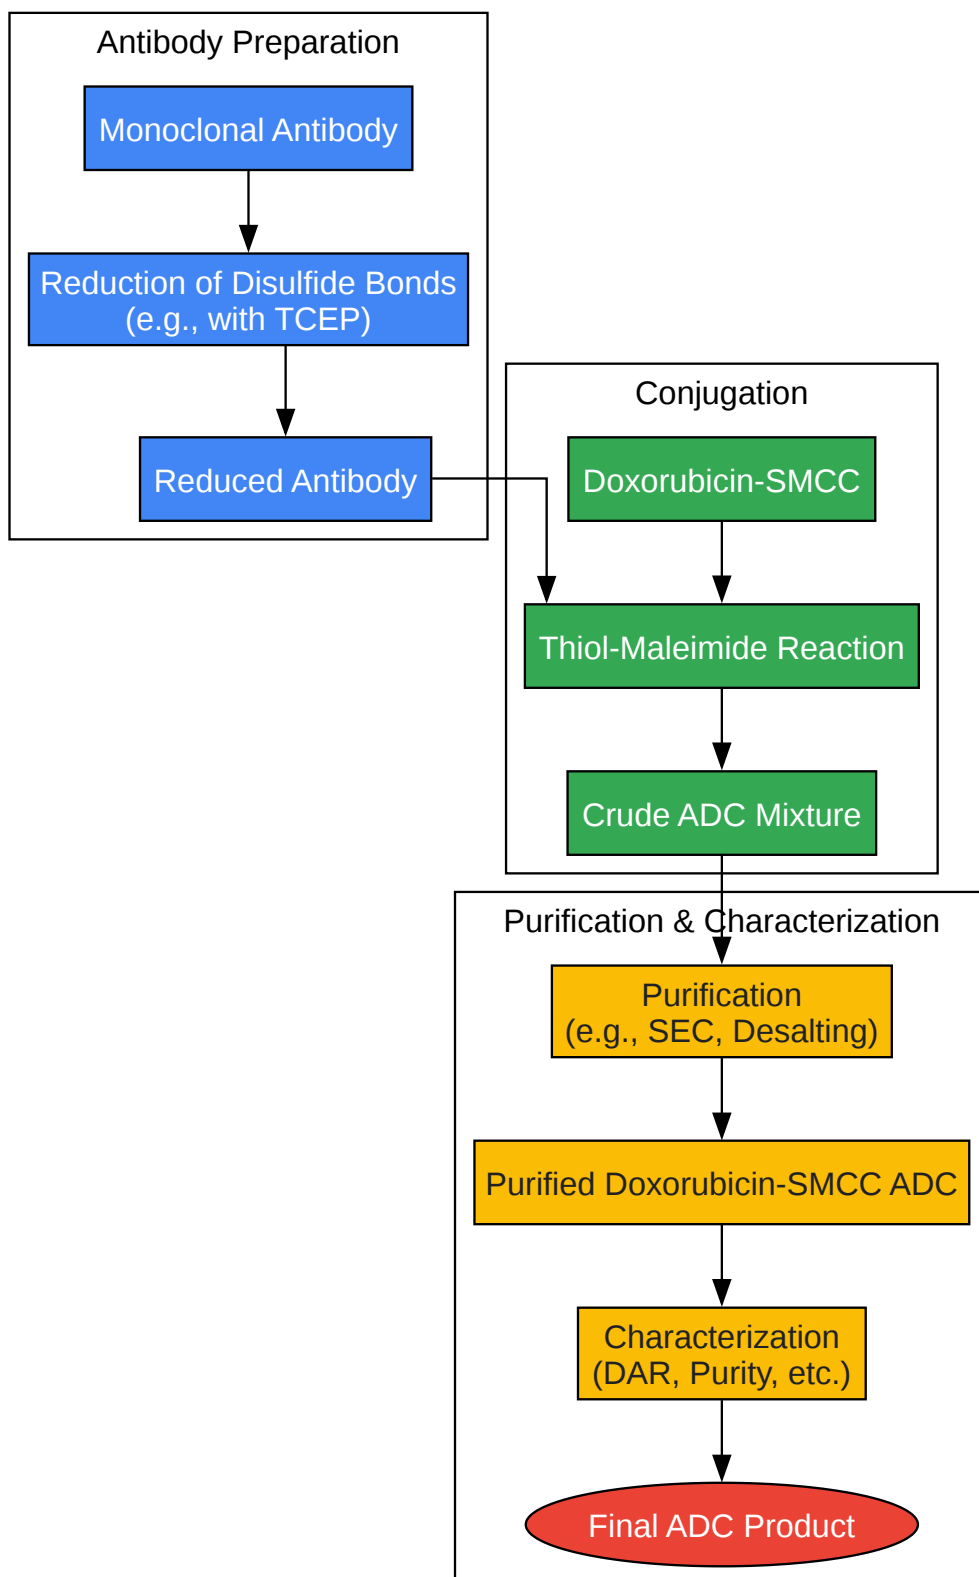 Antibody Preparation
Monoclonal Antibody
Reduction of Disulfide Bonds
(e.g., with TCEP)
Reduced Antibody
Conjugation
Doxorubicin-SMCC
Thiol-Maleimide Reaction
Crude ADC Mixture
Purification & Characterization
Purification
(e.g., SEC, Desalting)
Purified Doxorubicin-SMCC ADC
Characterization
(DAR, Purity, etc.)
Final ADC Product